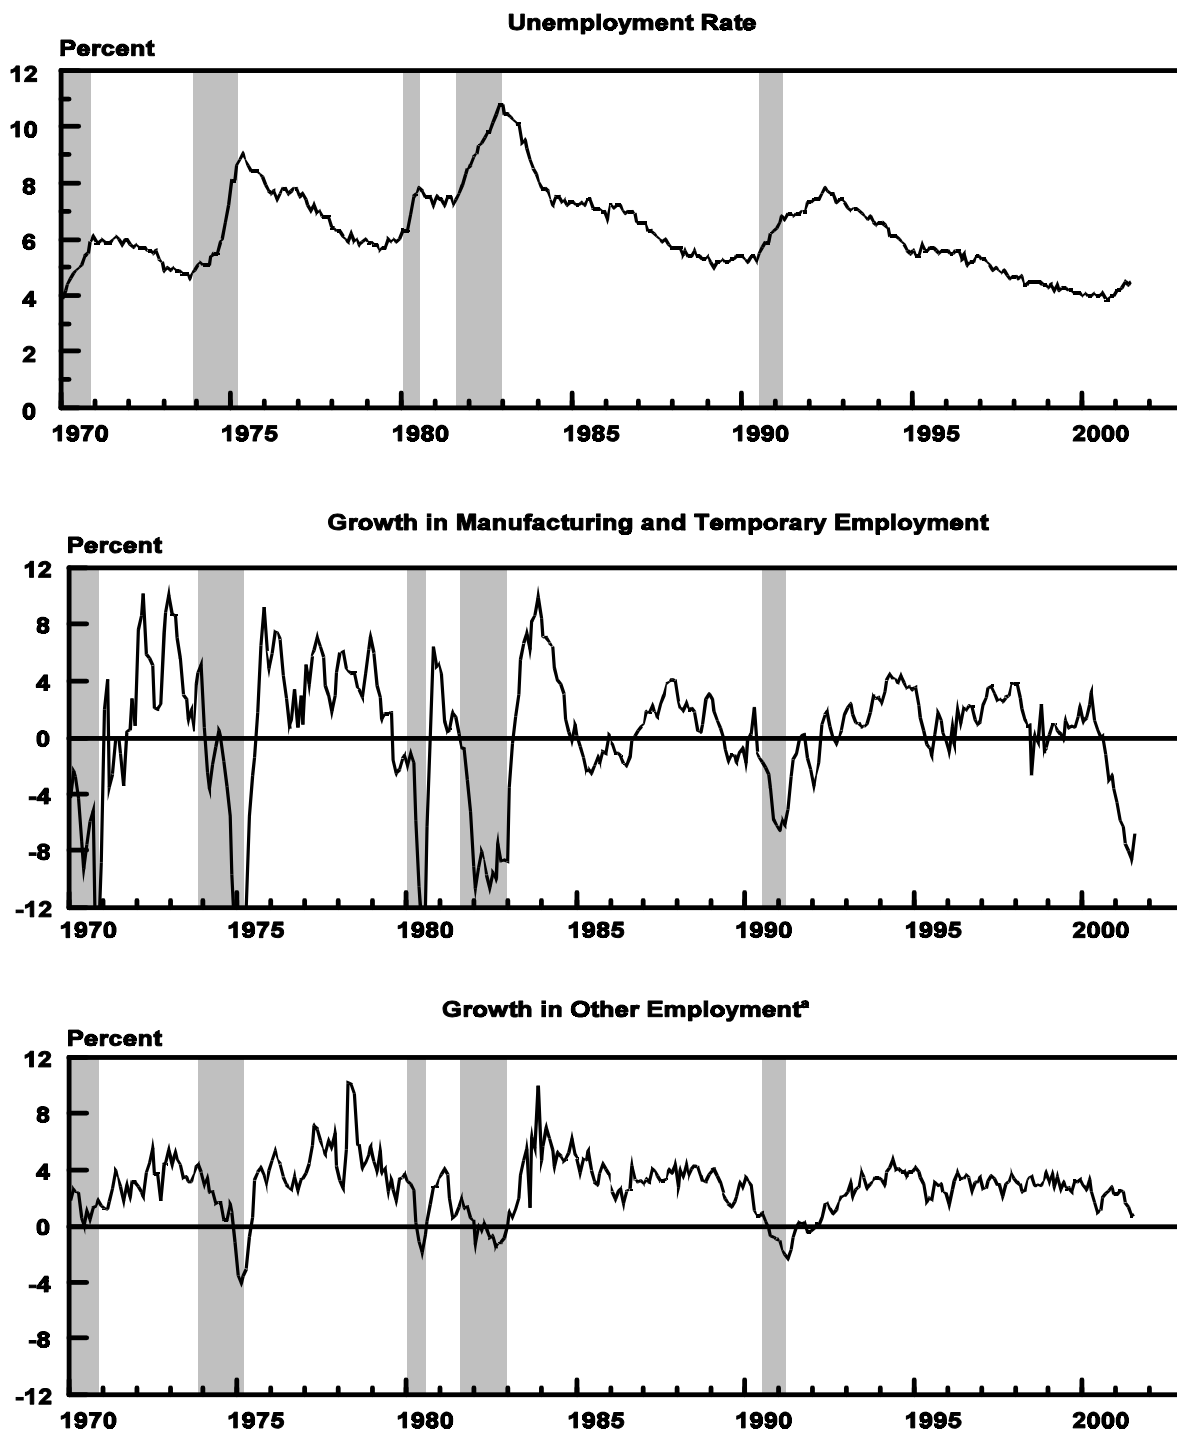 Unemployment Rate
Percent
12
10
8
6
4
2
0
1970 1975 1980 1985 1990 1995 2000
Growth in Manufacturing and Temporary Employment
Percent
12
8
4
0
-4
-8
-12
1970 1975 1980 1985 1990 1995 2000
Growth in Other Employmentª
Percent
12
8
4
0
-4
-8
-12
1970 1975 1980 1985 1990 1995 2000